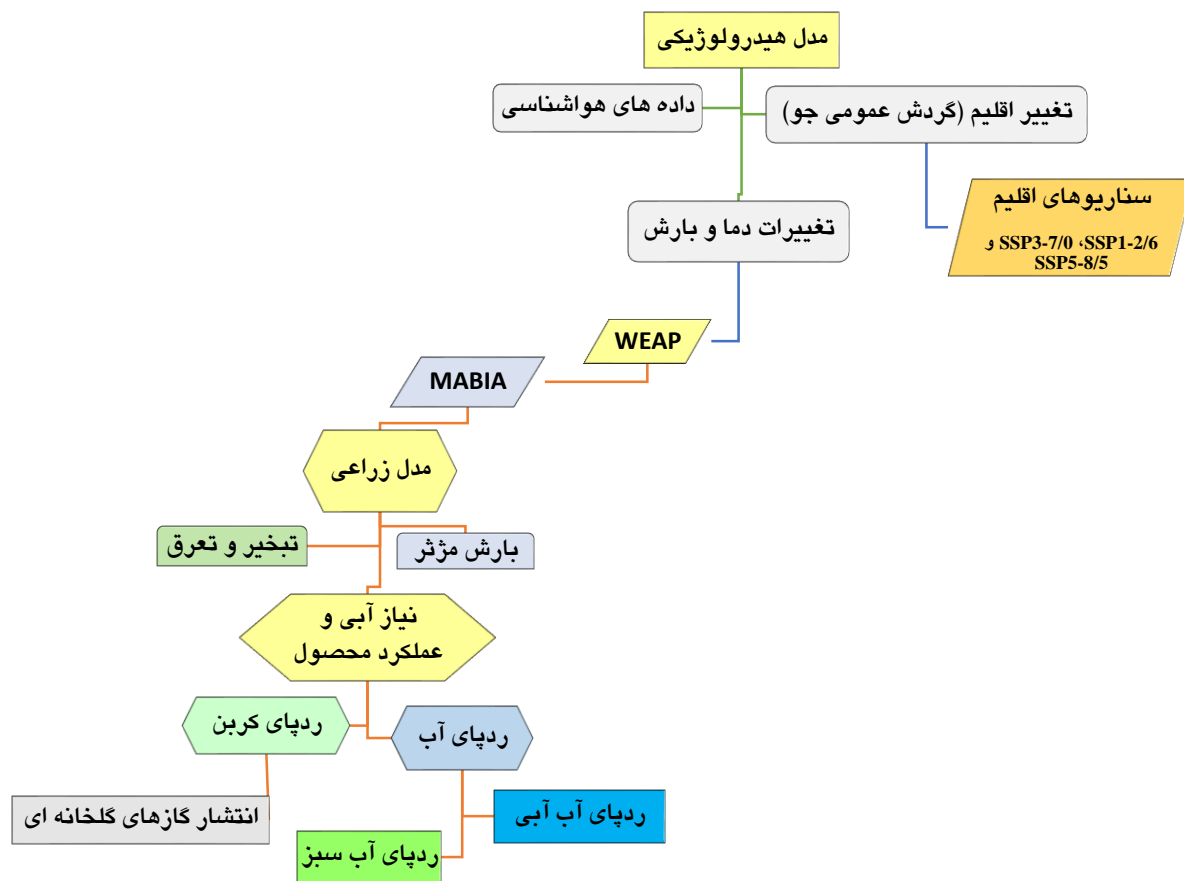 مدل هیدرولوژیکی
داده های هواشناسی
تغییر اقلیم (گردش عمومی جو)
سناریوهای اقلیم
SSP1-2/6، SSP3-7/0 و
SSP5-8/5
تغییرات دما و بارش
WEAP
MABIA
مدل زراعی
بارش مژثر
تبخیر و تعرق
نیاز آبی و
عملکرد محصول
ردپای کربن
ردپای آب
انتشار گازهای گلخانه ای
ردپای آب آبی
ردپای آب سبز